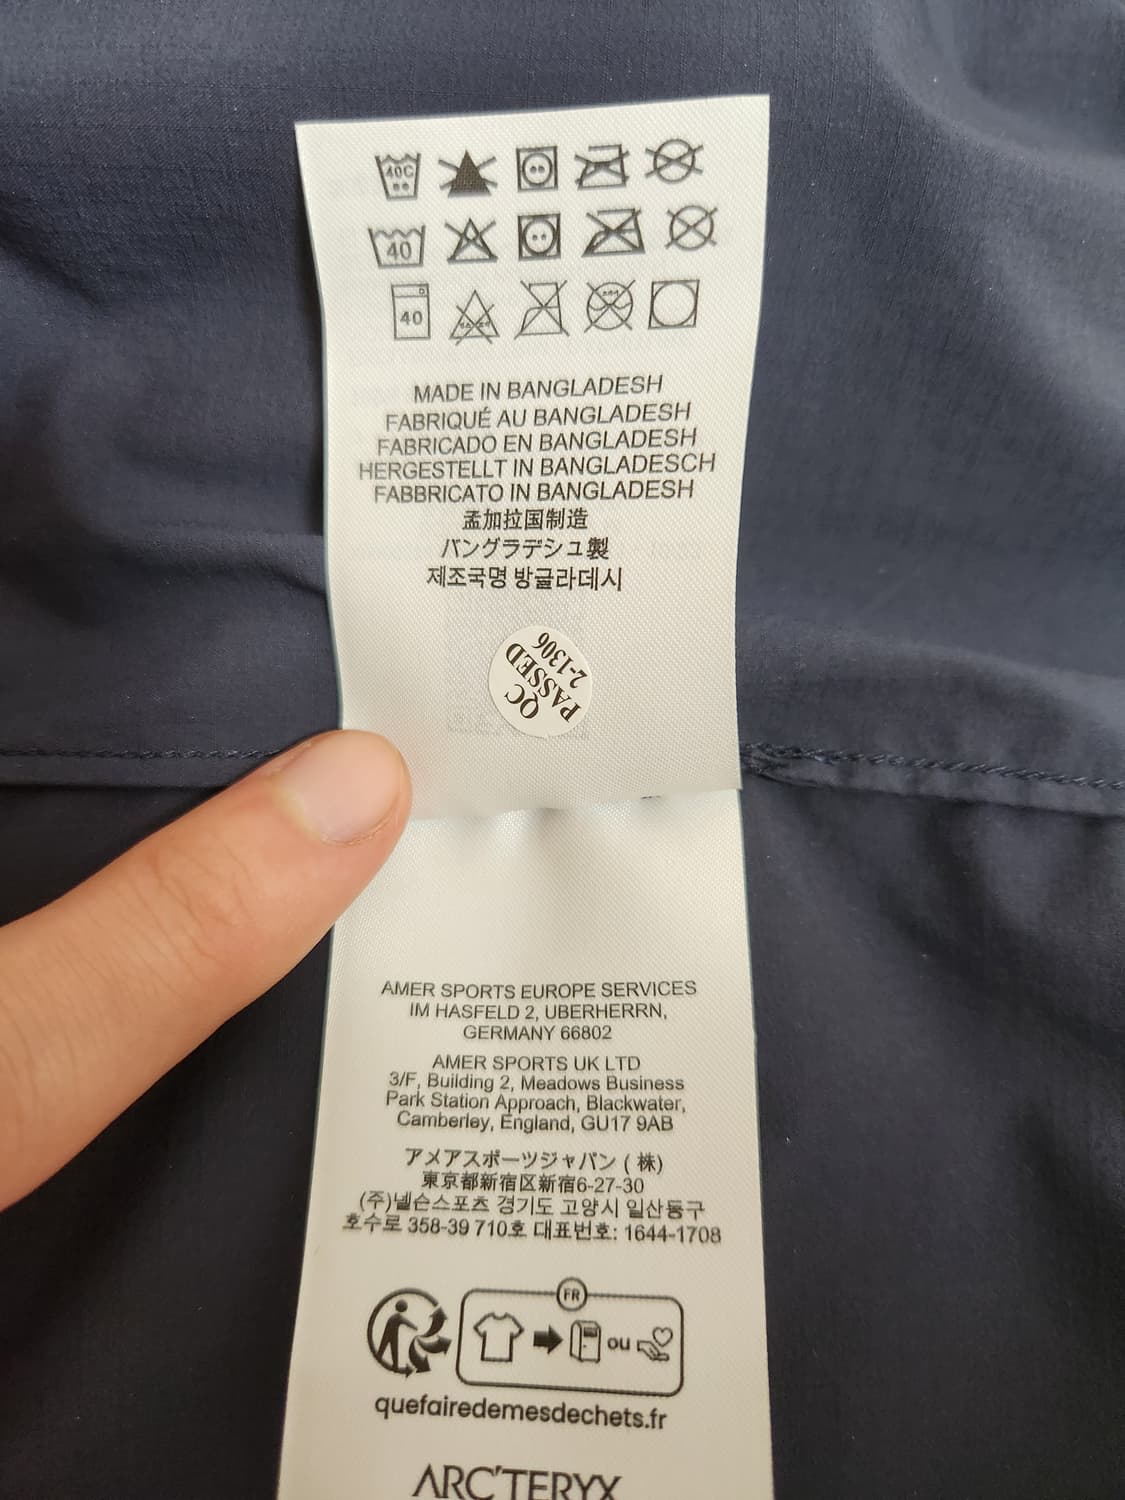 40C
40
40
MADE IN BANGLADESH
FABRIQUÉ AU BANGLADESH
FABRICADO EN BANGLADESH
HERGESTELLT IN BANGLADESCH
FABBRICATO IN BANGLADESH
孟加拉国制造
バングラデシュ製
제조국명 방글라데시
QC
PASSED
2-1306
AMER SPORTS EUROPE SERVICES
IM HASFELD 2, UBERHERRN,
GERMANY 66802
AMER SPORTS UK LTD
3/F, Building 2, Meadows Business
Park Station Approach, Blackwater,
Camberley, England, GU17 9AB
アメアスポーツジャパン (株)
東京都新宿区新宿6-27-30
(주)넬슨스포츠 경기도 고양시 일산동구
호수로 358-39 710호 대표번호: 1644-1708
FR
ou
quefairedemesdechets.fr
ARC'TERYX